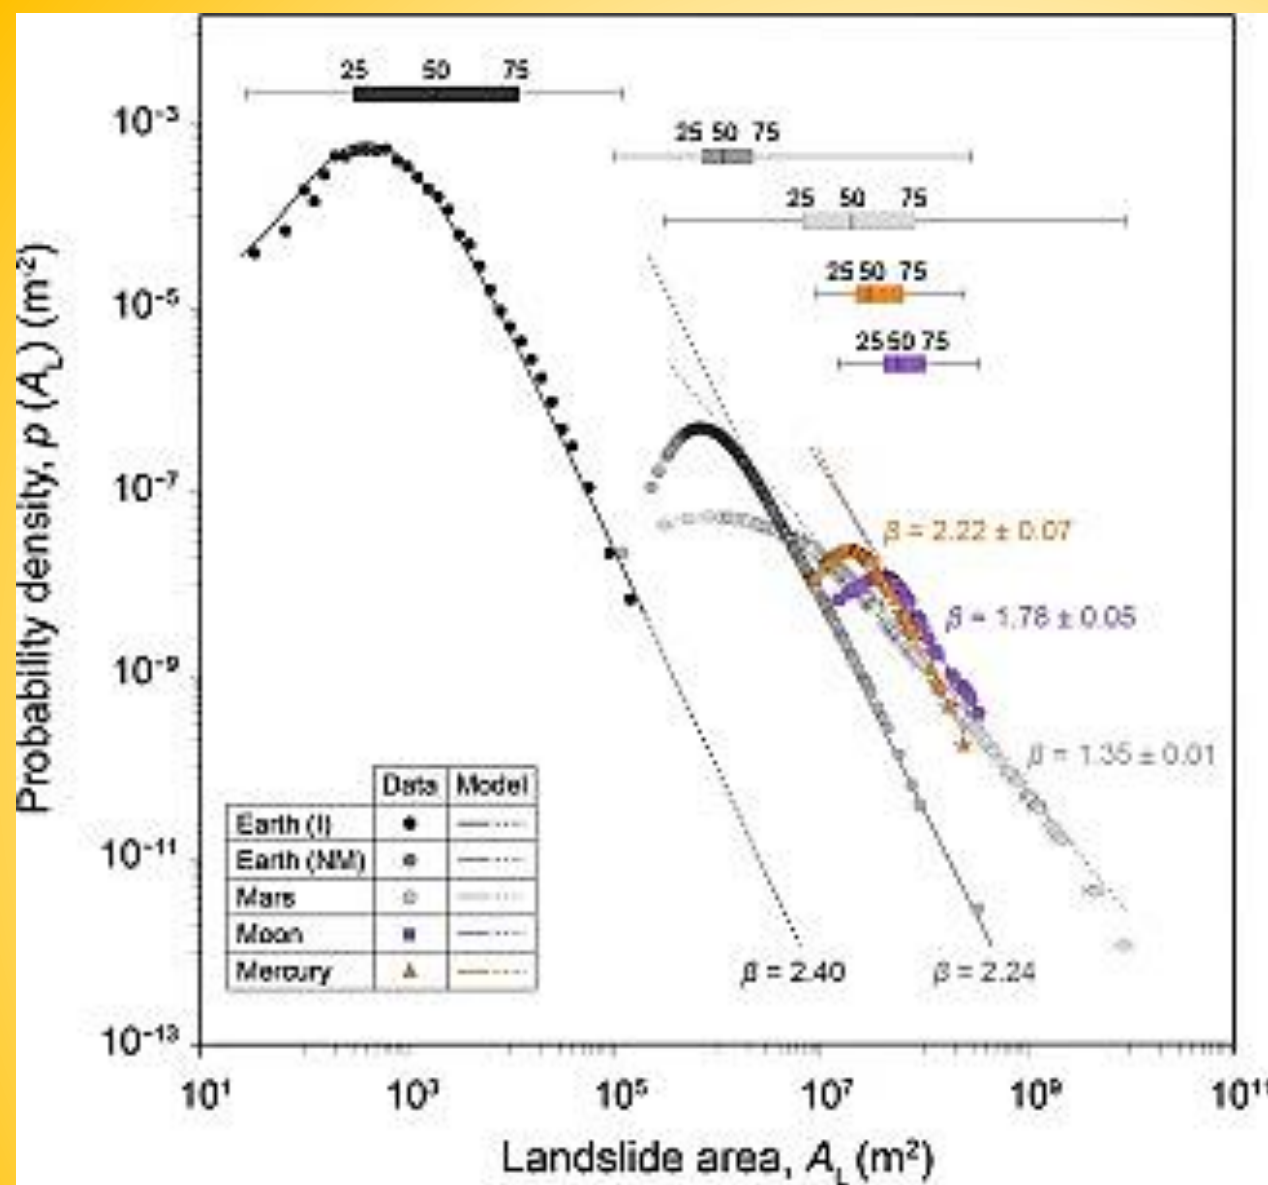 25 50 75
10⁻³
25 50 75
25 50 75
25 50 75
10⁻⁵
25 50 75
10⁻⁷
β = 2.22 ± 0.07
β = 1.78 ± 0.05
10⁻⁹
β = 1.35 ± 0.01
Data Model
Earth (I)
Earth (NM)
10⁻¹¹
Mars
Moon
Mercury
β = 2.40
β = 2.24
10⁻¹³
10¹ 10³ 10⁵ 10⁷ 10⁹ 10¹¹
Landslide area, A_L (m²)
Probability density, p (A_L) (m⁻²)